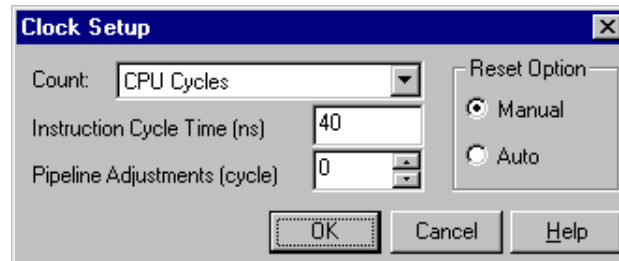 Clock Setup
Count: CPU Cycles
Instruction Cycle Time (ns) 40
Pipeline Adjustments (cycle) 0
Reset Option
Manual
Auto
OK Cancel Help